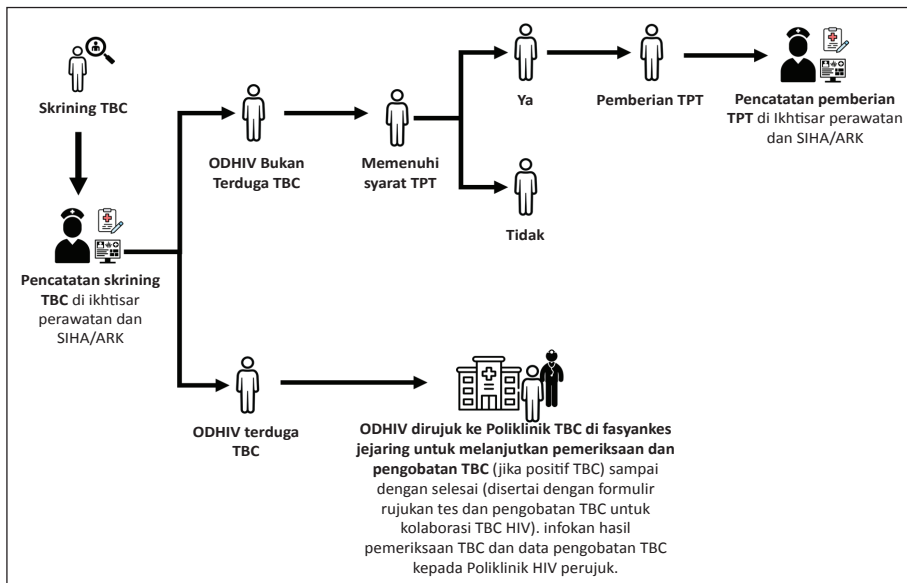 Skrining TBC
Pencatatan skrining
TBC di ikhtisar
perawatan dan
SIHA/ARK
ODHIV Bukan
Terduga TBC
Memenuhi
syarat TPT
Ya
Pemberian TPT
Pencatatan pemberian
TPT di Ikhtisar perawatan
dan SIHA/ARK
Tidak
ODHIV terduga
TBC
ODHIV dirujuk ke Poliklinik TBC di fasyankes
jejaring untuk melanjutkan pemeriksaan dan
pengobatan TBC (jika positif TBC) sampai
dengan selesai (disertai dengan formulir
rujukan tes dan pengobatan TBC untuk
kolaborasi TBC HIV). infokan hasil
pemeriksaan TBC dan data pengobatan TBC
kepada Poliklinik HIV perujuk.